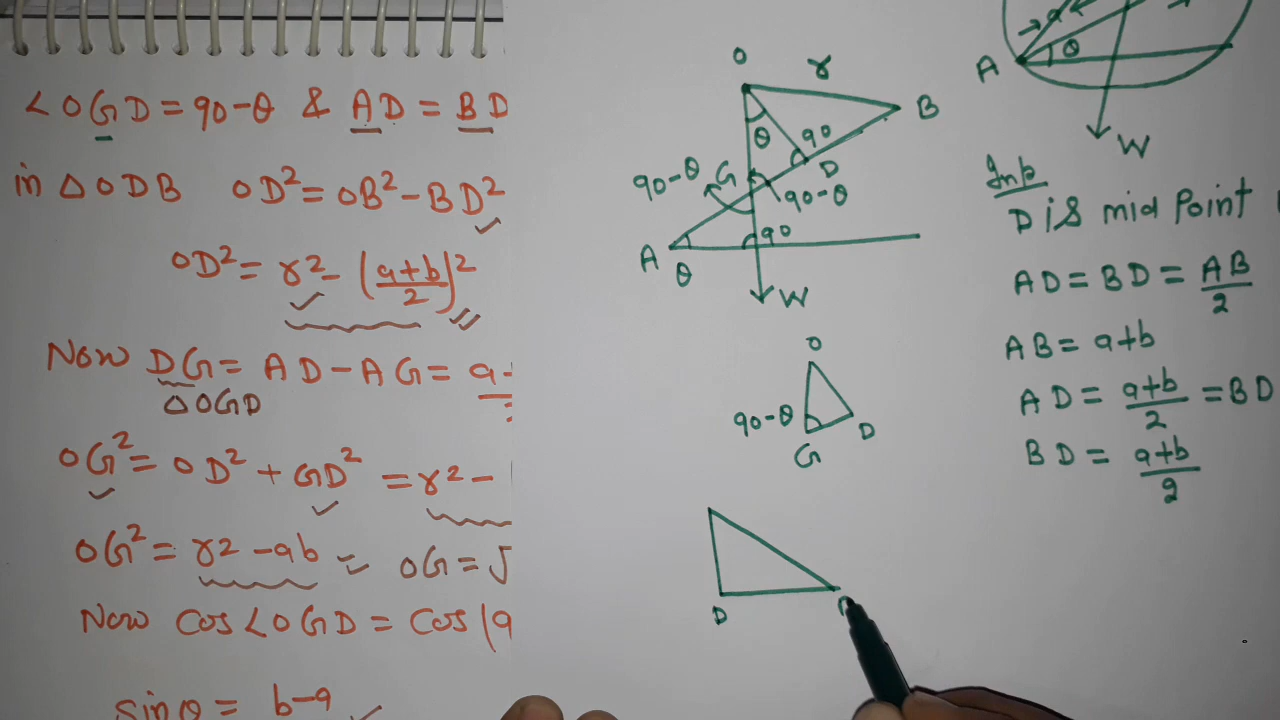 ∠OGD = 90-θ & AD = BD
in △ODB OD² = OB² - BD²
OD² = r² - (a+b/2)²
Now DG = AD - AG = a-
△OGD
OG² = OD² + GD² = r² -
OG² = r² - ab = OG = √
Now Cos∠OGD = Cos(9
sinθ = b-a
O
r
B
θ
90
D
90-θ
G
90-θ
90
A
θ
W
O
90-θ
D
G
D
α
A
θ
W
Imp
D is mid Point
AD = BD = AB/2
AB = a+b
AD = a+b/2 = BD
BD = a+b/2